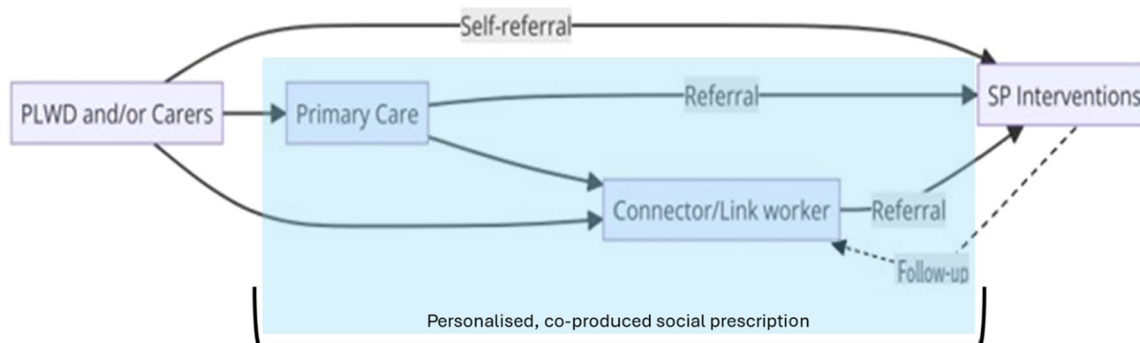 Self-referral
PLWD and/or Carers
Primary Care
Referral
SP Interventions
Connector/Link worker
Referral
Follow-up
Personalised, co-produced social prescription